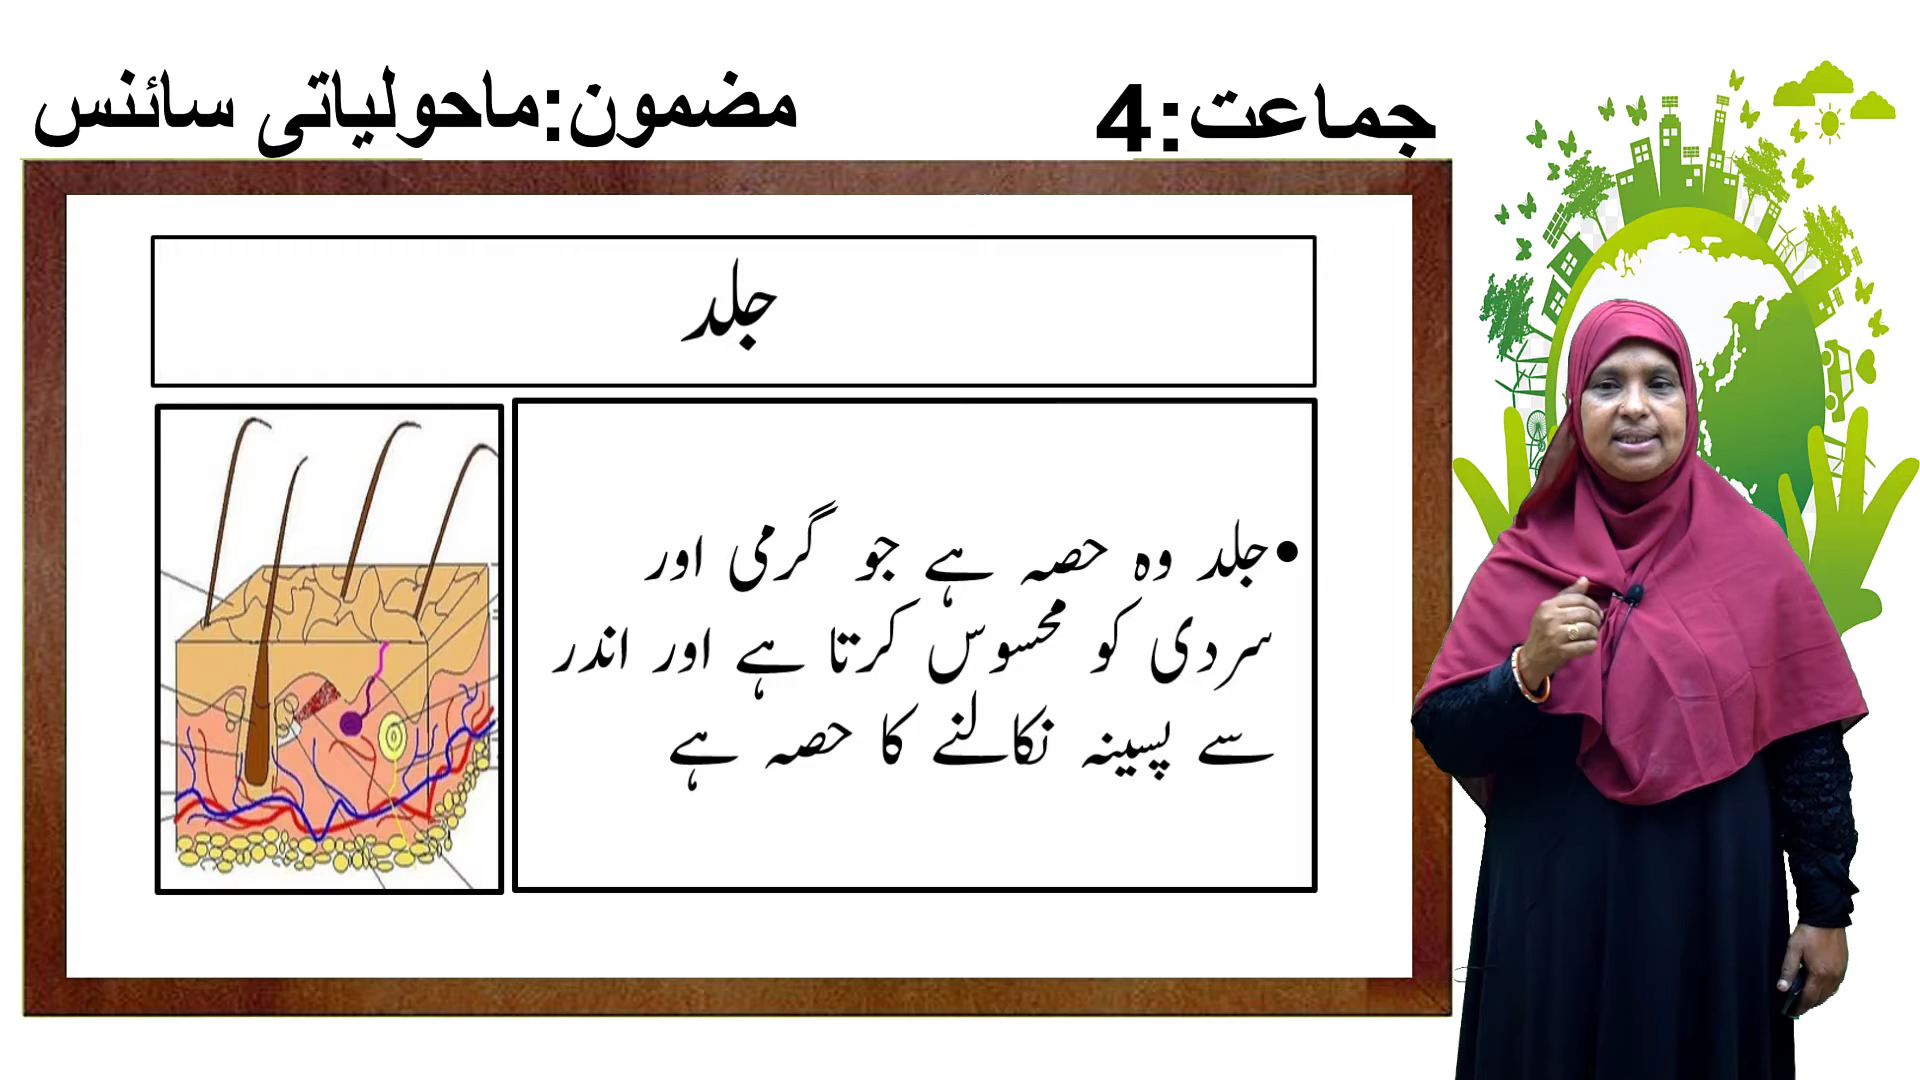 جماعت:4
مضمون:ماحولیاتی سائنس
جلد
•جلد وہ حصہ ہے جو گرمی اور
سردی کو محسوس کرتا ہے اور اندر
سے پسینہ نکالنے کا حصہ ہے